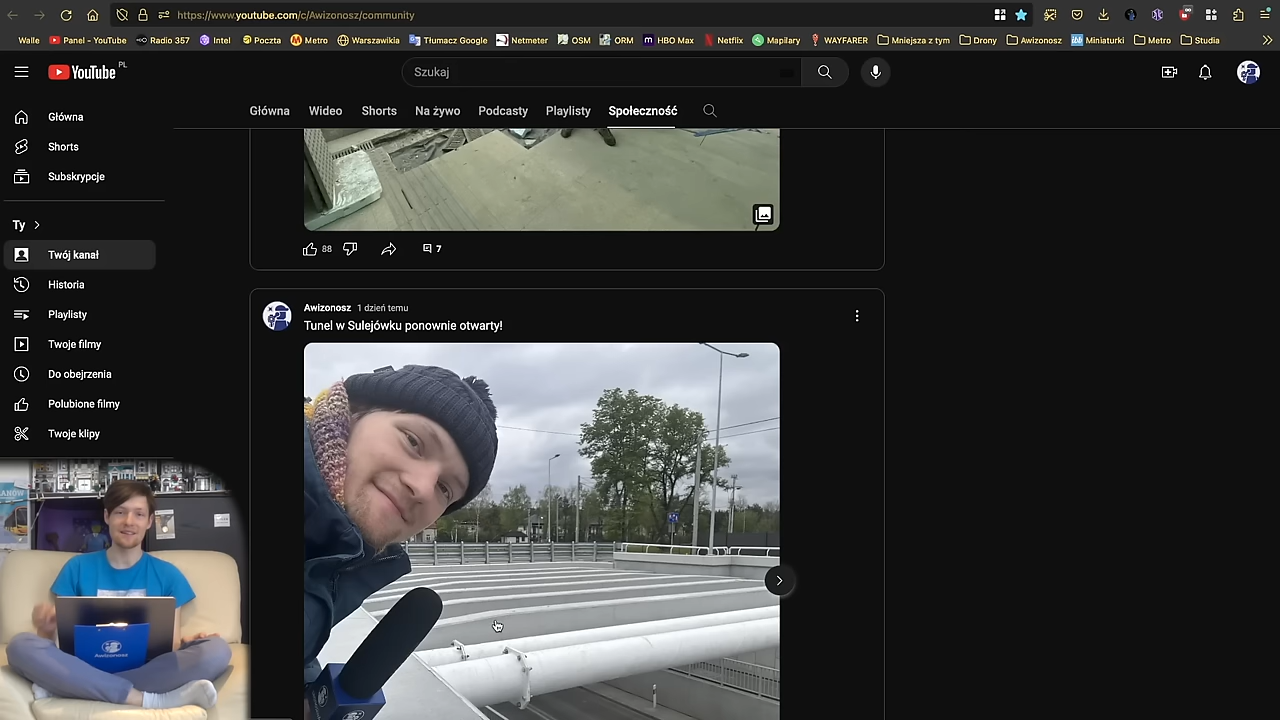 https://www.youtube.com/c/Awizonosz/community
Walle Panel - YouTube Radio 357 Intel Poczta Metro Warszawikia Tłumacz Google Netmeter OSM ORM HBO Max Netflix Mapilary WAYFARER Mniejsza z tym Drony Awizonosz Miniaturki Metro Studia
YouTube PL
Szukaj
Główna Wideo Shorts Na żywo Podcasty Playlisty Społeczność
Główna
Shorts
Subskrypcje
Ty
Twój kanał
Historia
Playlisty
Twoje filmy
Do obejrzenia
Polubione filmy
Twoje klipy
88 7
Awizonosz 1 dzień temu
Tunel w Sulejówku ponownie otwarty!
Awizonosz